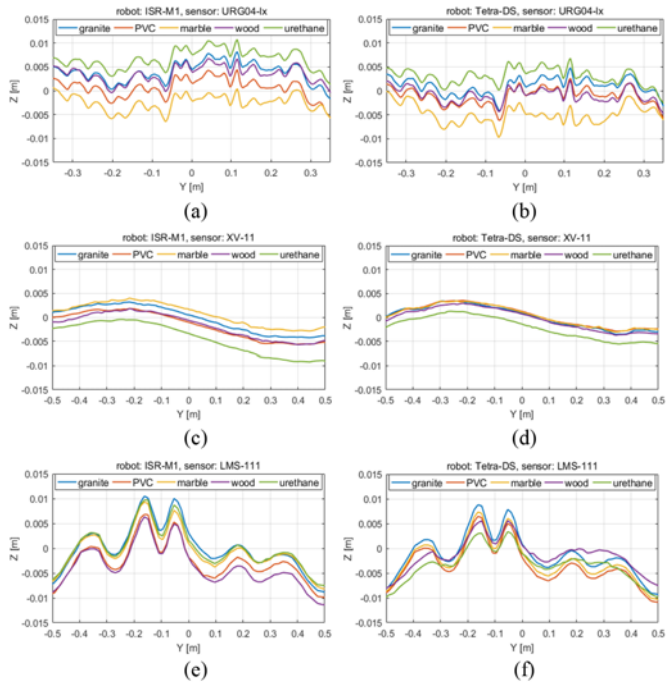 robot: ISR-M1, sensor: URG04-lx
granite PVC marble wood urethane
0.015
0.01
0.005
0
-0.005
-0.01
-0.015
Z [m]
-0.3 -0.2 -0.1 0 0.1 0.2 0.3
Y [m]
(a)
robot: Tetra-DS, sensor: URG04-lx
granite PVC marble wood urethane
0.015
0.01
0.005
0
-0.005
-0.01
-0.015
Z [m]
-0.3 -0.2 -0.1 0 0.1 0.2 0.3
Y [m]
(b)
robot: ISR-M1, sensor: XV-11
granite PVC marble wood urethane
0.015
0.01
0.005
0
-0.005
-0.01
-0.015
Z [m]
-0.5 -0.4 -0.3 -0.2 -0.1 0 0.1 0.2 0.3 0.4 0.5
Y [m]
(c)
robot: Tetra-DS, sensor: XV-11
granite PVC marble wood urethane
0.015
0.01
0.005
0
-0.005
-0.01
-0.015
Z [m]
-0.5 -0.4 -0.3 -0.2 -0.1 0 0.1 0.2 0.3 0.4 0.5
Y [m]
(d)
robot: ISR-M1, sensor: LMS-111
granite PVC marble wood urethane
0.015
0.01
0.005
0
-0.005
-0.01
-0.015
Z [m]
-0.5 -0.4 -0.3 -0.2 -0.1 0 0.1 0.2 0.3 0.4 0.5
Y [m]
(e)
robot: Tetra-DS, sensor: LMS-111
granite PVC marble wood urethane
0.015
0.01
0.005
0
-0.005
-0.01
-0.015
Z [m]
-0.5 -0.4 -0.3 -0.2 -0.1 0 0.1 0.2 0.3 0.4 0.5
Y [m]
(f)